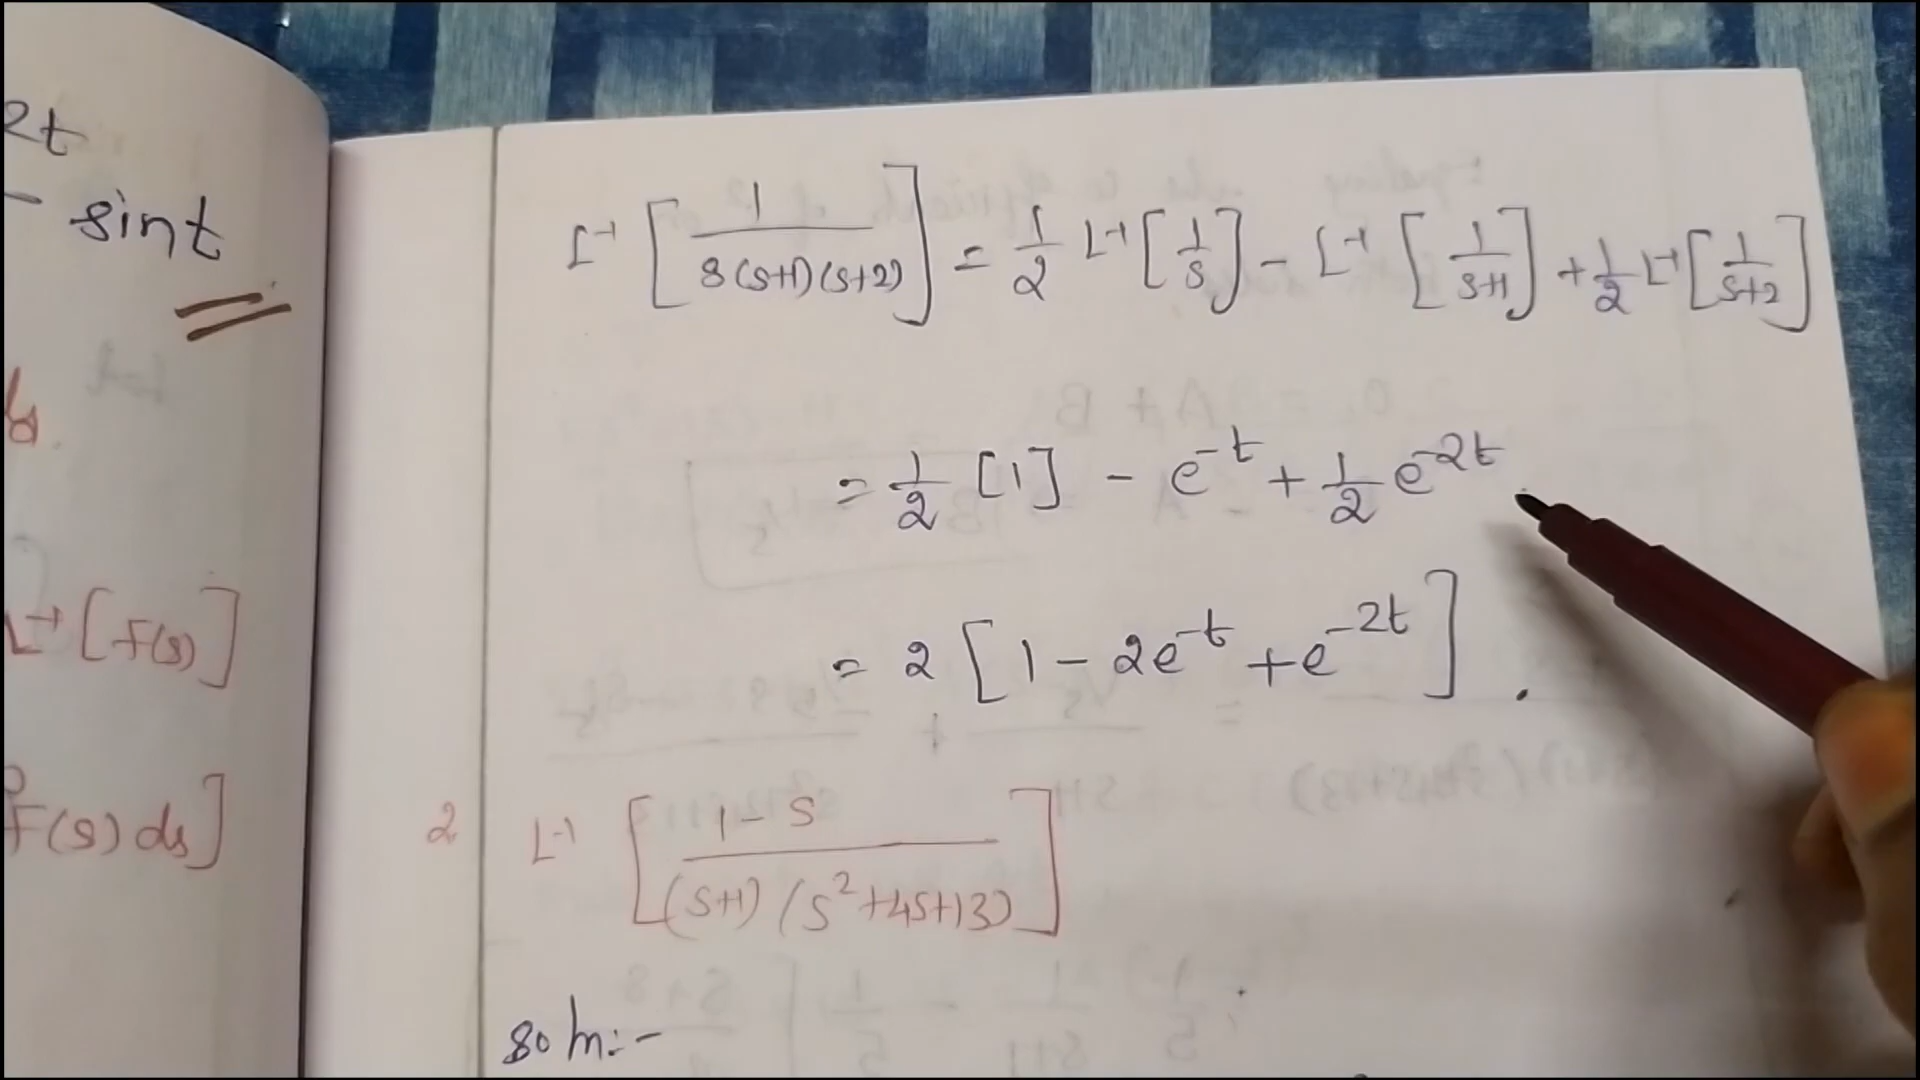 2t
- sint
L⁻¹ [F(s)]
F(s) ds]
L⁻¹ [1/(s(s+1)(s+2))] = 1/2 L⁻¹[1/s] - L⁻¹ [1/(s+1)] + 1/2 L⁻¹[1/(s+2)]
= 1/2 [1] - e^{-t} + 1/2 e^{-2t}
= 2 [1 - 2e^{-t} + e^{-2t}].
2 L⁻¹ [(1-s)/((s+1)(s²+4s+13))]
Soln:-